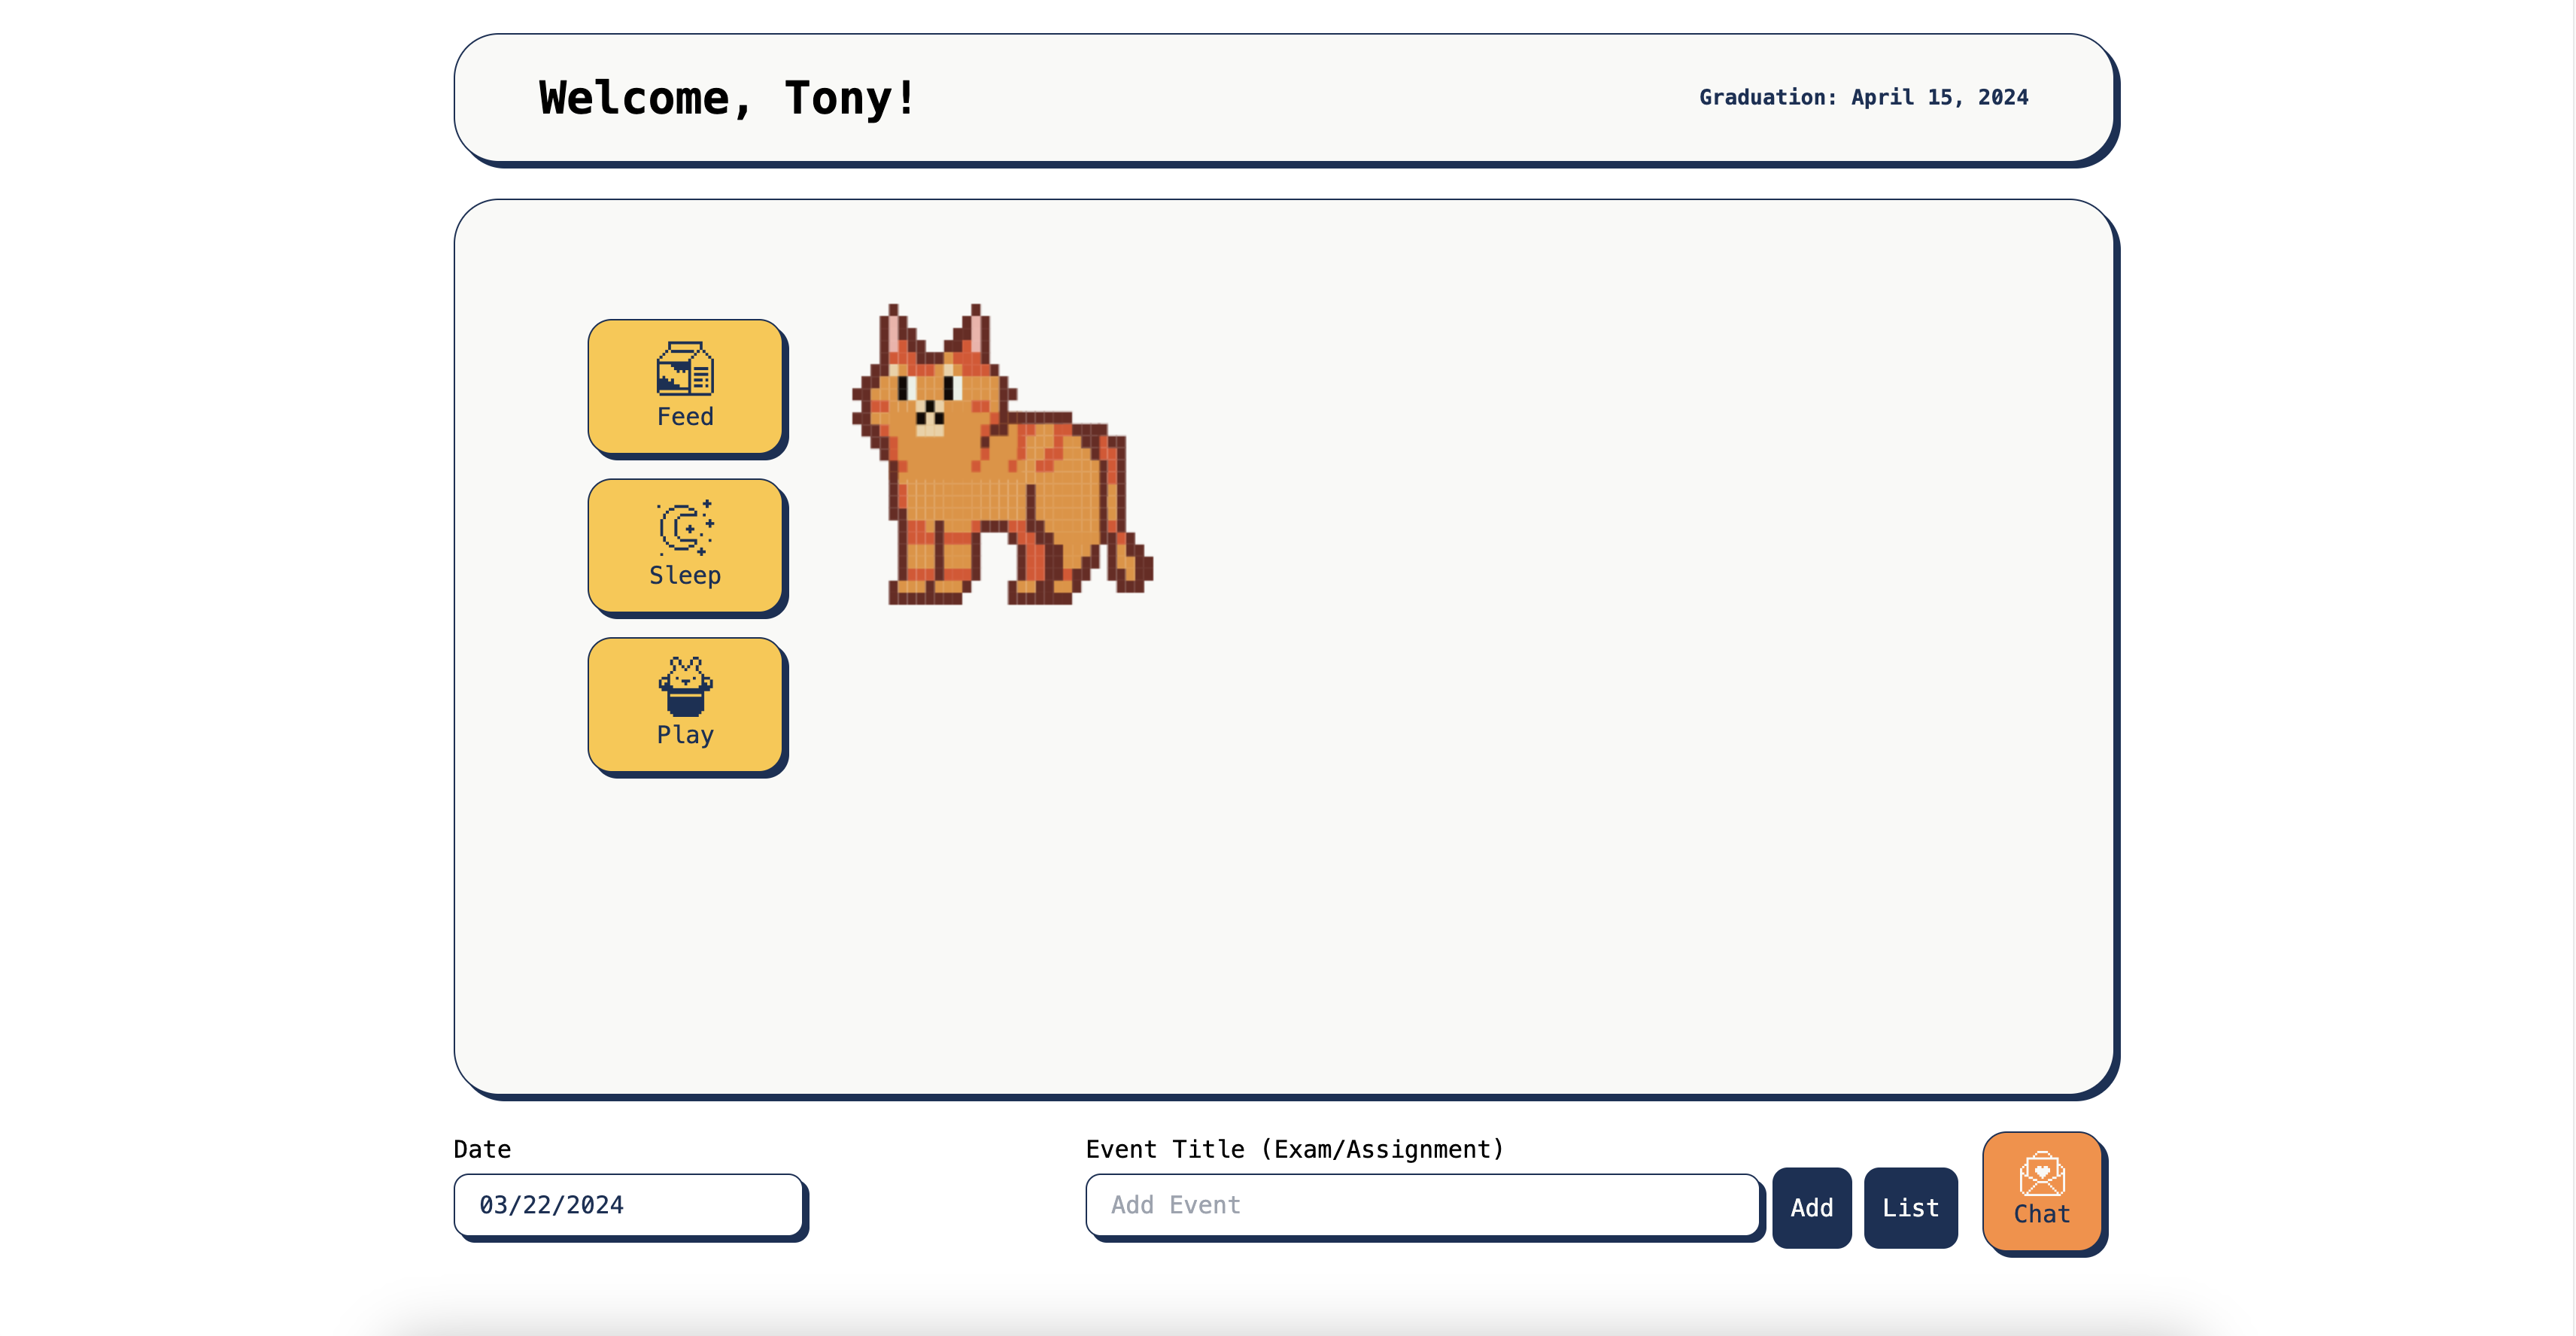 Welcome, Tony!
Graduation: April 15, 2024
Feed
Sleep
Play
Date
03/22/2024
Event Title (Exam/Assignment)
Add Event
Add
List
Chat